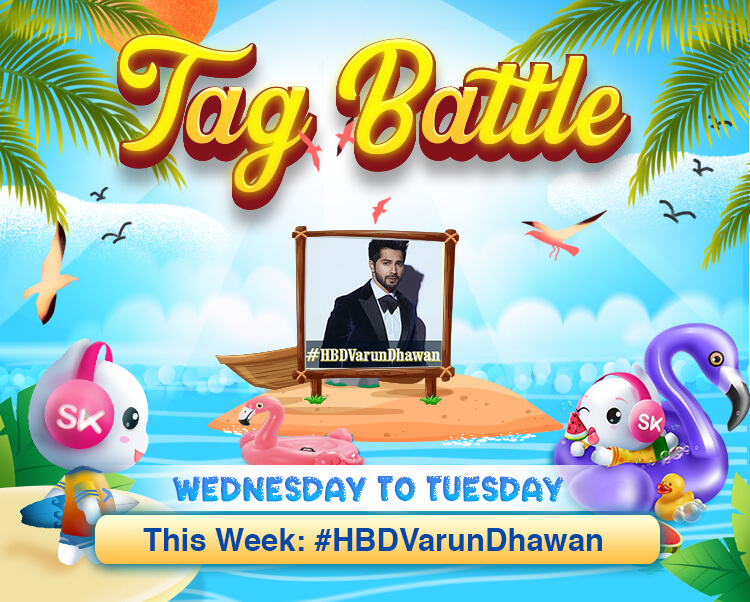 Tag Battle
#HBDVarunDhawan
SK
SK
WEDNESDAY TO TUESDAY
This Week: #HBDVarunDhawan